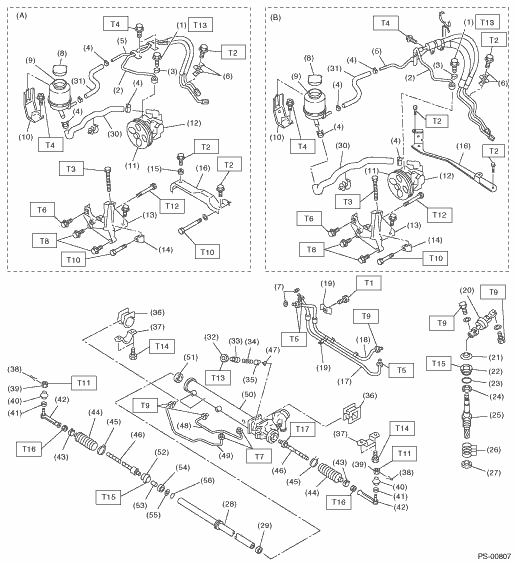 (A)
T4
(1)
T13
(5)
(8)
(4)
T2
(9)
(31)
(2)
(3)
(6)
(4)
(4)
(10)
T4
(30)
(12)
(11)
T2
T3
(15)
(16)
T2
T6
(13)
T12
T8
(14)
T10
T10
(B)
T4
(1)
T13
(4)
(5)
T2
(8)
(31)
(9)
(2)
(3)
(6)
(4)
(4)
(10)
T2
T4
(30)
(4)
(16)
T2
(11)
T3
(12)
T6
T12
(13)
T8
(14)
T10
T10
(7)
(19)
T1
(20)
T9
T5
T9
(36)
(37)
(18)
T9
T14
(32)
(33)
(34)
(47)
(19)
T5
(21)
(51)
T15
(22)
(17)
(23)
T13
(35)
(24)
(38)
T11
(50)
(36)
(39)
(40)
(42)
(44)
T9
(25)
(41)
(45)
(48)
T17
(37)
T14
(46)
T7
T11
T16
(52)
(49)
(46)
(39)
(26)
(43)
(54)
(43)
(38)
(45)
(27)
T15
(56)
(44)
(40)
(53)
T16
(41)
(55)
(28)
(42)
(29)
PS-00807